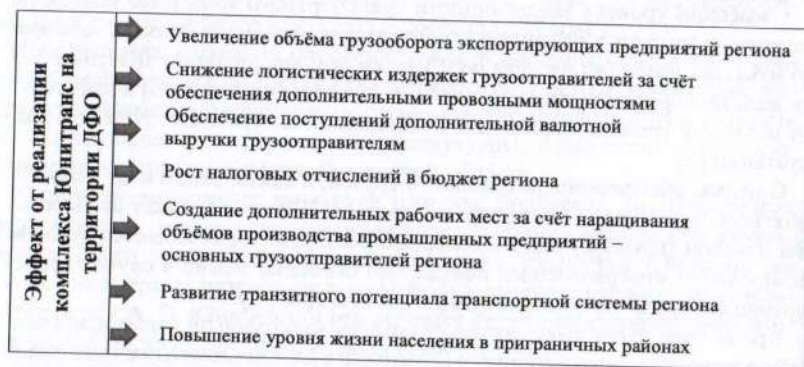 Эффект от реализации
комплекса Юнитранс на
территории ДФО
Увеличение объёма грузооборота экспортирующих предприятий региона
Снижение логистических издержек грузоотправителей за счёт
обеспечения дополнительными провозными мощностями
Обеспечение поступлений дополнительной валютной
выручки грузоотправителям
Рост налоговых отчислений в бюджет региона
Создание дополнительных рабочих мест за счёт наращивания
объёмов производства промышленных предприятий –
основных грузоотправителей региона
Развитие транзитного потенциала транспортной системы региона
Повышение уровня жизни населения в приграничных районах